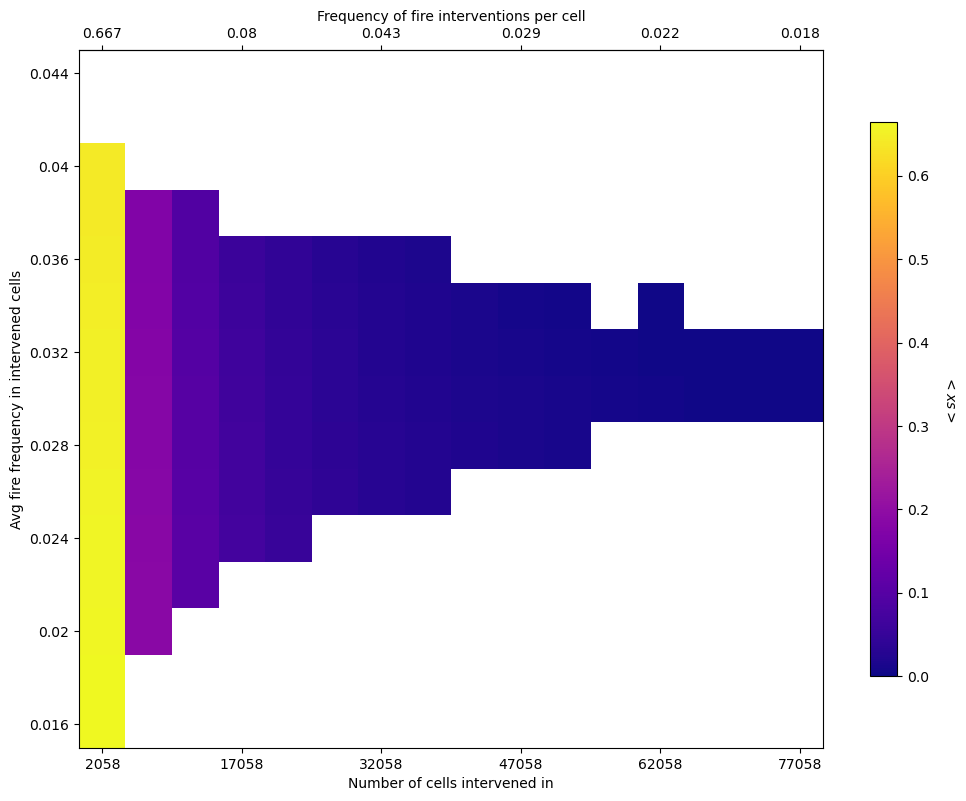 Frequency of fire interventions per cell
0.667 0.08 0.043 0.029 0.022 0.018
0.044
0.04
0.036
0.032
0.028
0.024
0.02
0.016
Avg fire frequency in intervened cells
2058 17058 32058 47058 62058 77058
Number of cells intervened in
0.6
0.5
0.4
0.3
0.2
0.1
0.0
<xs>